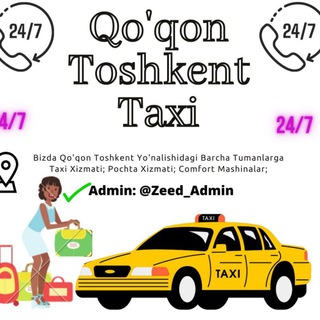 24/7
24/7
Qo'qon
Toshkent
Taxi
4/7
24/7
Bizda Qo'qon Toshkent Yo'nalishidagi Barcha Tumanlarga
Taxi Xizmati; Pochta Xizmati; Comfort Mashinalar;
Admin: @Zeed_Admin
TAXI
TAXI